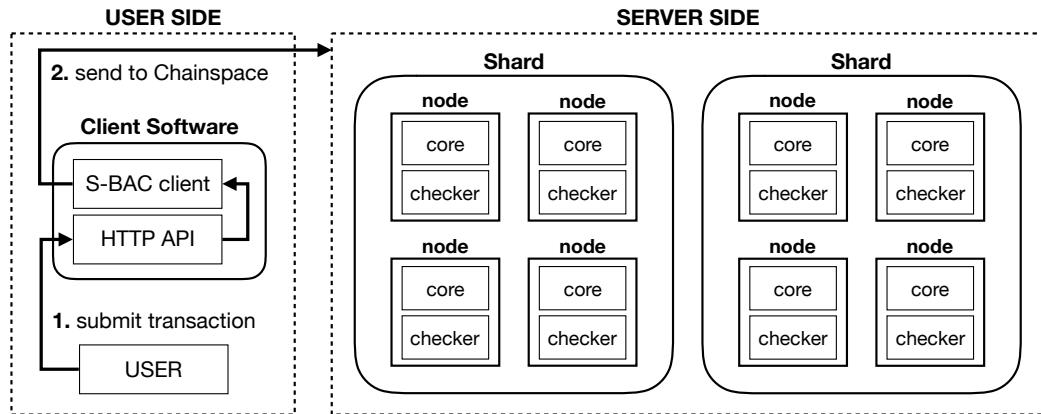 USER SIDE
2. send to Chainspace
Client Software
S-BAC client
HTTP API
1. submit transaction
USER
SERVER SIDE
Shard
node
node
core
core
checker
checker
node
node
core
core
checker
checker
Shard
node
node
core
core
checker
checker
node
node
core
core
checker
checker